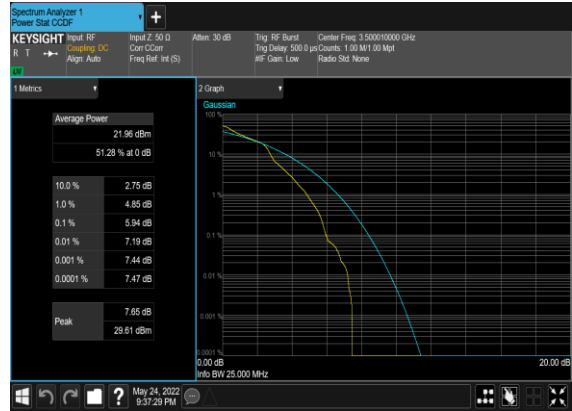 Spectrum Analyzer 1
Power Stat CCDF
+
KEYSIGHT Input: RF Input Z: 50 Ω Atten: 30 dB Trig: RF Burst Center Freq: 3.500010000 GHz
R T Coupling: DC Corr CCorr Trig Delay: 500.0 µs Counts: 1.00 M/1.00 Mpt
Align: Auto Freq Ref: Int (S) #IF Gain: Low Radio Std: None
1 Metrics
Average Power
21.96 dBm
51.28 % at 0 dB
10.0 % 2.75 dB
1.0 % 4.85 dB
0.1 % 5.94 dB
0.01 % 7.19 dB
0.001 % 7.44 dB
0.0001 % 7.47 dB
Peak
7.65 dB
29.61 dBm
2 Graph
Gaussian
100 %
10 %
1 %
0.1 %
0.01 %
0.001 %
0.0001 %
0.00 dB 20.00 dB
Info BW 25.000 MHz
? May 24, 2022
9:37:29 PM